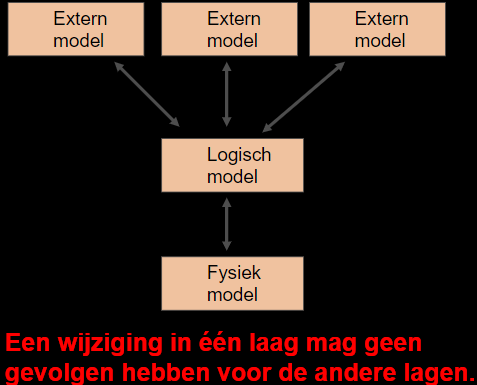 Extern
model
Extern
model
Extern
model
Logisch
model
Fysiek
model
Een wijziging in één laag mag geen
gevolgen hebben voor de andere lagen.